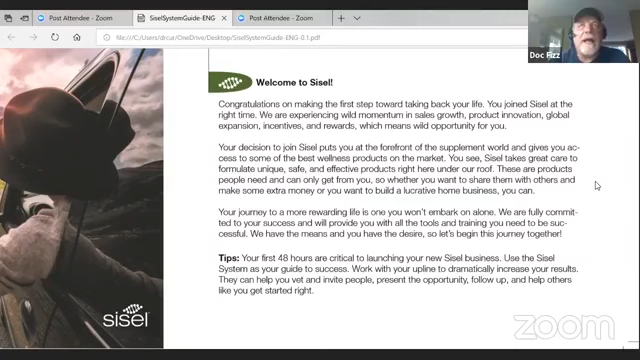 Post Attendee - Zoom
SiselSystemGuide-ENG
Post Attendee - Zoom
file:///C:/Users/drcur/OneDrive/Desktop/SiselSystemGuide-ENG-0.1.pdf
Doc Fizz
Welcome to Sisel!
Congratulations on making the first step toward taking back your life. You joined Sisel at the
right time. We are experiencing wild momentum in sales growth, product innovation, global
expansion, incentives, and rewards, which means wild opportunity for you.
Your decision to join Sisel puts you at the forefront of the supplement world and gives you ac-
cess to some of the best wellness products on the market. You see, Sisel takes great care to
formulate unique, safe, and effective products right here under our roof. These are products
people need and can only get from you, so whether you want to share them with others and
make some extra money or you want to build a lucrative home business, you can.
Your journey to a more rewarding life is one you won't embark on alone. We are fully commit-
ted to your success and will provide you with all the tools and training you need to be suc-
cessful. We have the means and you have the desire, so let's begin this journey together!
Tips: Your first 48 hours are critical to launching your new Sisel business. Use the Sisel
System as your guide to success. Work with your upline to dramatically increase your results.
They can help you vet and invite people, present the opportunity, follow up, and help others
like you get started right.
sisel
zoom